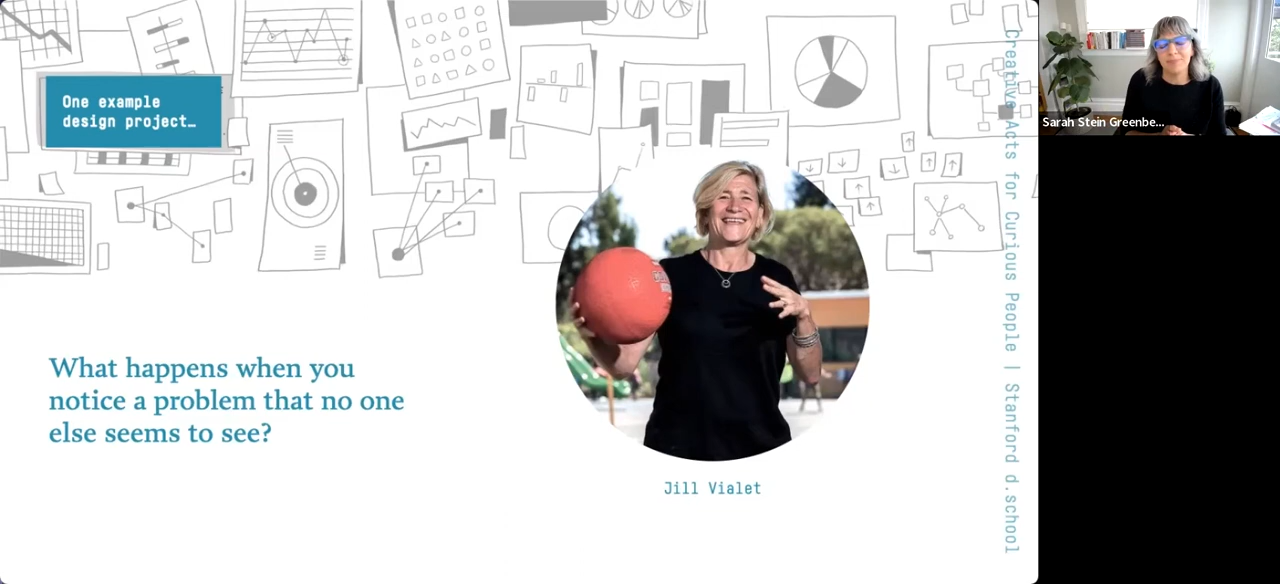 One example
design project…
What happens when you
notice a problem that no one
else seems to see?
Jill Vialet
Creative Acts for Curious People | Stanford d.school
Sarah Stein Greenbe...